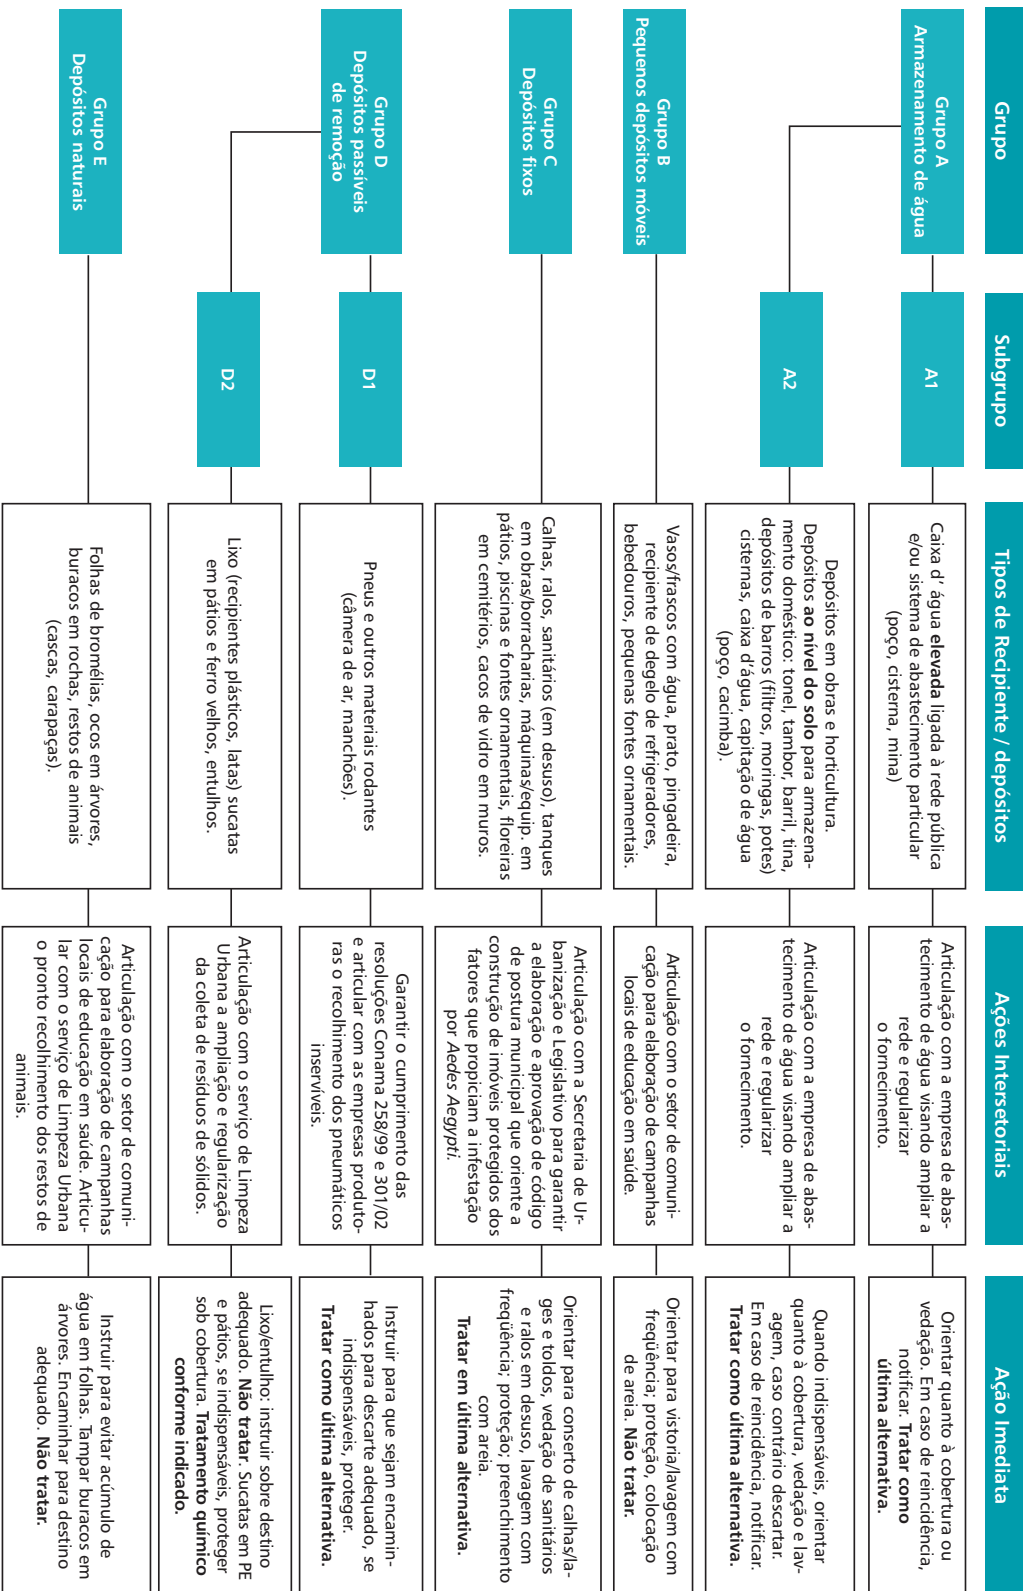 Grupo
Subgrupo
Tipos de Recipiente / depósitos
Ações Intersetoriais
Ação Imediata
Grupo A
Armazenamento de água
A1
Caixa d’ água elevada ligada à rede pública
e/ou sistema de abastecimento particular
(poço, cisterna, mina)
Articulação com a empresa de abas-
tecimento de água visando ampliar a
rede e regularizar
o fornecimento.
Orientar quanto à cobertura ou
vedação. Em caso de reincidência,
notificar. Tratar como
última alternativa.
A2
Depósitos em obras e horticultura.
Depósitos ao nível do solo para armazena-
mento doméstico: tonel, tambor, barril, tina,
depósitos de barros (filtros, moringas, potes)
cisternas, caixa d’água, capitação de água
(poço, cacimba).
Articulação com a empresa de abas-
tecimento de água visando ampliar a
rede e regularizar
o fornecimento.
Quando indispensáveis, orientar
quanto à cobertura, vedação e lav-
agem, caso contrário descartar.
Em caso de reincidência, notificar.
Tratar como última alternativa.
Grupo B
Pequenos depósitos móveis
Vasos/frascos com água, prato, pingadeira,
recipiente de degelo de refrigeradores,
bebedouros, pequenas fontes ornamentais.
Articulação com o setor de comuni-
cação para elaboração de campanhas
locais de educação em saúde.
Orientar para vistoria/lavagem com
freqüência; proteção, colocação
de areia. Não tratar.
Grupo C
Depósitos fixos
Calhas, ralos, sanitários (em desuso), tanques
em obras/borracharias, máquinas/equip. em
pátios, piscinas e fontes ornamentais, floreiras
em cemitérios, cacos de vidro em muros.
Articulação com a Secretaria de Ur-
banização e Legislativo para garantir
a elaboração e aprovação de código
de postura municipal que oriente a
construção de imóveis protegidos dos
fatores que propiciam a infestação
por Aedes Aegypti.
Orientar para conserto de calhas/la-
ges e toldos, vedação de sanitários
e ralos em desuso, lavagem com
freqüência; proteção; preenchimento
com areia.
Tratar em última alternativa.
Grupo D
Depósitos passíveis
de remoção
D1
Pneus e outros materiais rodantes
(câmera de ar, manchões).
Garantir o cumprimento das
resoluções Conama 258/99 e 301/02
e articular com as empresas produto-
ras o recolhimento dos pneumáticos
inservíveis.
Instruir para que sejam encamin-
hados para descarte adequado, se
indispensáveis, proteger.
Tratar como última alternativa.
D2
Lixo (recipientes plásticos, latas) sucatas
em pátios e ferro velhos, entulhos.
Articulação com o serviço de Limpeza
Urbana a ampliação e regularização
da coleta de resíduos de sólidos.
Lixo/entulho: instruir sobre destino
adequado. Não tratar. Sucatas em PE
e pátios, se indispensáveis, proteger
sob cobertura. Tratamento químico
conforme indicado.
Grupo E
Depósitos naturais
Folhas de bromélias, ocos em árvores,
buracos em rochas, restos de animais
(cascas, carapaças).
Articulação com o setor de comuni-
cação para elaboração de campanhas
locais de educação em saúde. Articu-
lar com o serviço de Limpeza Urbana
o pronto recolhimento dos restos de
animais.
Instruir para evitar acúmulo de
água em folhas. Tampar buracos em
árvores. Encaminhar para destino
adequado. Não tratar.